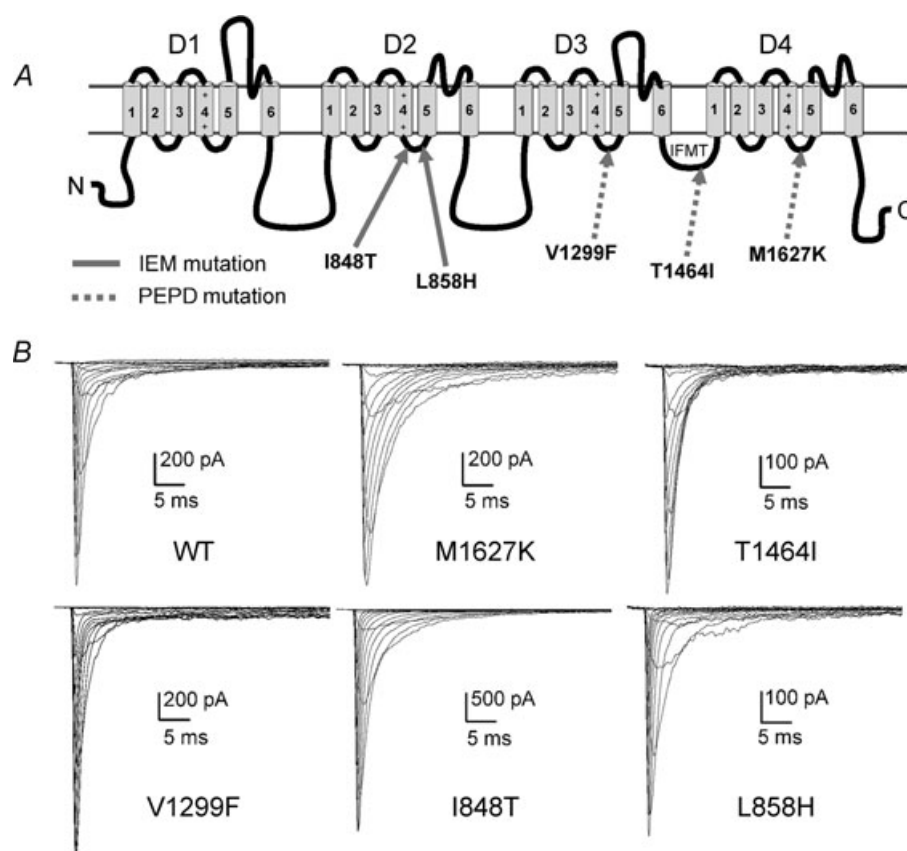 A
D1 D2 D3 D4
1 2 3 + 4 + 5 6 1 2 3 + 4 + 5 6 1 2 3 + 4 + 5 6 1 2 3 + 4 + 5 6
IFMT
N C
I848T L858H V1299F T1464I M1627K
IEM mutation
PEPD mutation
B
200 pA 200 pA 100 pA
5 ms 5 ms 5 ms
WT M1627K T1464I
200 pA 500 pA 100 pA
5 ms 5 ms 5 ms
V1299F I848T L858H